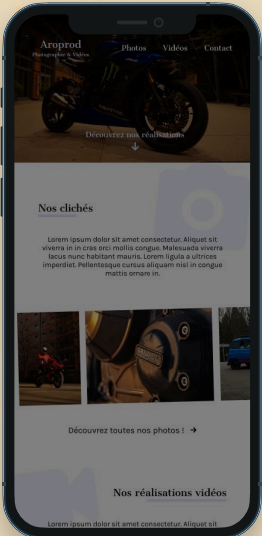 Aroprod
Photographie & Vidéos
Photos Vidéos Contact
Découvrez nos réalisations
Nos clichés
Lorem ipsum dolor sit amet consectetur. Aliquet sit
viverra in in cras orci mollis congue. Malesuada viverra
lacus nunc habitant mauris. Lorem ligula a ultrices
imperdiet. Pellentesque cursus aliquam nisl in congue
mattis ornare in.
Découvrez toutes nos photos !
Nos réalisations vidéos
Lorem ipsum dolor sit amet consectetur. Aliquet sit